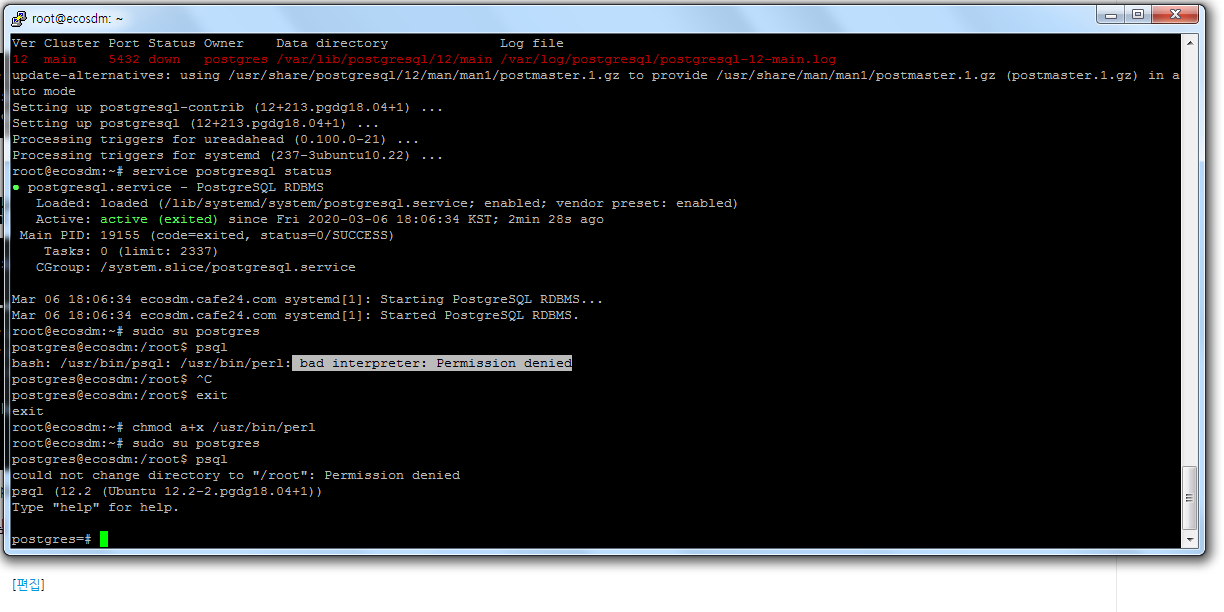 root@ecosdm: ~
Ver Cluster Port Status Owner    Data directory              Log file
12  main    5432 down   postgres /var/lib/postgresql/12/main /var/log/postgresql/postgresql-12-main.log
update-alternatives: using /usr/share/postgresql/12/man/man1/postmaster.1.gz to provide /usr/share/man/man1/postmaster.1.gz (postmaster.1.gz) in a
uto mode
Setting up postgresql-contrib (12+213.pgdg18.04+1) ...
Setting up postgresql (12+213.pgdg18.04+1) ...
Processing triggers for ureadahead (0.100.0-21) ...
Processing triggers for systemd (237-3ubuntu10.22) ...
root@ecosdm:~# service postgresql status
● postgresql.service - PostgreSQL RDBMS
   Loaded: loaded (/lib/systemd/system/postgresql.service; enabled; vendor preset: enabled)
   Active: active (exited) since Fri 2020-03-06 18:06:34 KST; 2min 28s ago
 Main PID: 19155 (code=exited, status=0/SUCCESS)
    Tasks: 0 (limit: 2337)
   CGroup: /system.slice/postgresql.service
Mar 06 18:06:34 ecosdm.cafe24.com systemd[1]: Starting PostgreSQL RDBMS...
Mar 06 18:06:34 ecosdm.cafe24.com systemd[1]: Started PostgreSQL RDBMS.
root@ecosdm:~# sudo su postgres
postgres@ecosdm:/root$ psql
bash: /usr/bin/psql: /usr/bin/perl: bad interpreter: Permission denied
postgres@ecosdm:/root$ ^C
postgres@ecosdm:/root$ exit
exit
root@ecosdm:~# chmod a+x /usr/bin/perl
root@ecosdm:~# sudo su postgres
postgres@ecosdm:/root$ psql
could not change directory to "/root": Permission denied
psql (12.2 (Ubuntu 12.2-2.pgdg18.04+1))
Type "help" for help.
postgres=#
[편집]